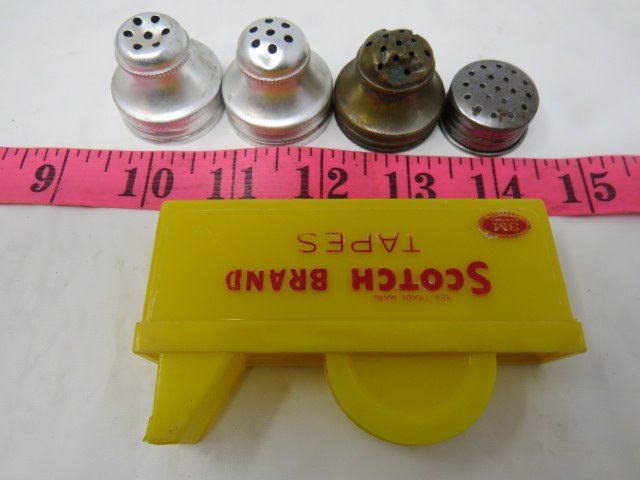 9 10 11 12 13 14 15
REG. TRADE MARK
SCOTCH BRAND
TAPES
3M